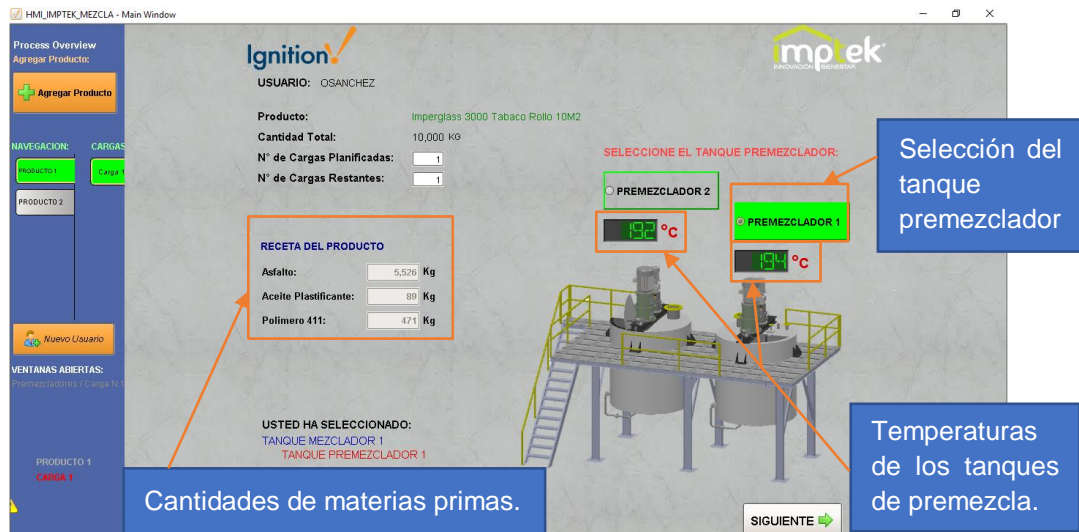 HMI_IMPTEK_MEZCLA - Main Window
Process Overview
Agregar Producto:
Agregar Producto
NAVEGACION:
CARGAS
PRODUCTO 1
Carga 1
PRODUCTO 2
Nuevo Usuario
VENTANAS ABIERTAS:
Premezcladores / Carga N.1
PRODUCTO 1
CARGA 1
Ignition!
imptek
INNOVACIÓN BIENESTAR
USUARIO: OSANCHEZ
Producto: Imperglass 3000 Tabaco Rollo 10M2
Cantidad Total: 10,000 KG
N° de Cargas Planificadas: 1
N° de Cargas Restantes: 1
RECETA DEL PRODUCTO
Asfalto: 5,526 Kg
Aceite Plastificante: 89 Kg
Polimero 411: 471 Kg
SELECCIONE EL TANQUE PREMEZCLADOR:
PREMEZCLADOR 2
192 °C
PREMEZCLADOR 1
194 °C
USTED HA SELECCIONADO:
TANQUE MEZCLADOR 1
TANQUE PREMEZCLADOR 1
SIGUIENTE
Selección del
tanque
premezclador
Temperaturas
de los tanques
de premezcla.
Cantidades de materias primas.